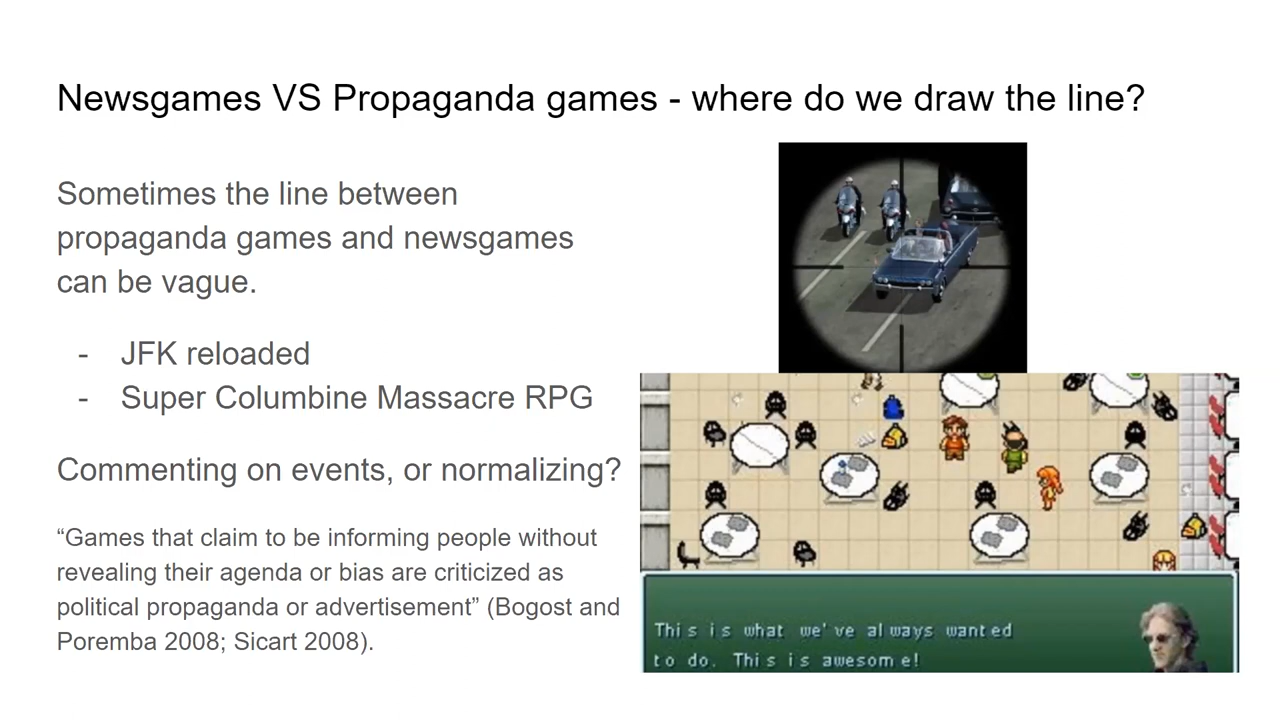 Newsgames VS Propaganda games - where do we draw the line?
Sometimes the line between
propaganda games and newsgames
can be vague.
- JFK reloaded
- Super Columbine Massacre RPG
Commenting on events, or normalizing?
“Games that claim to be informing people without
revealing their agenda or bias are criticized as
political propaganda or advertisement” (Bogost and
Poremba 2008; Sicart 2008).
This is what we've always wanted
to do. This is awesome!